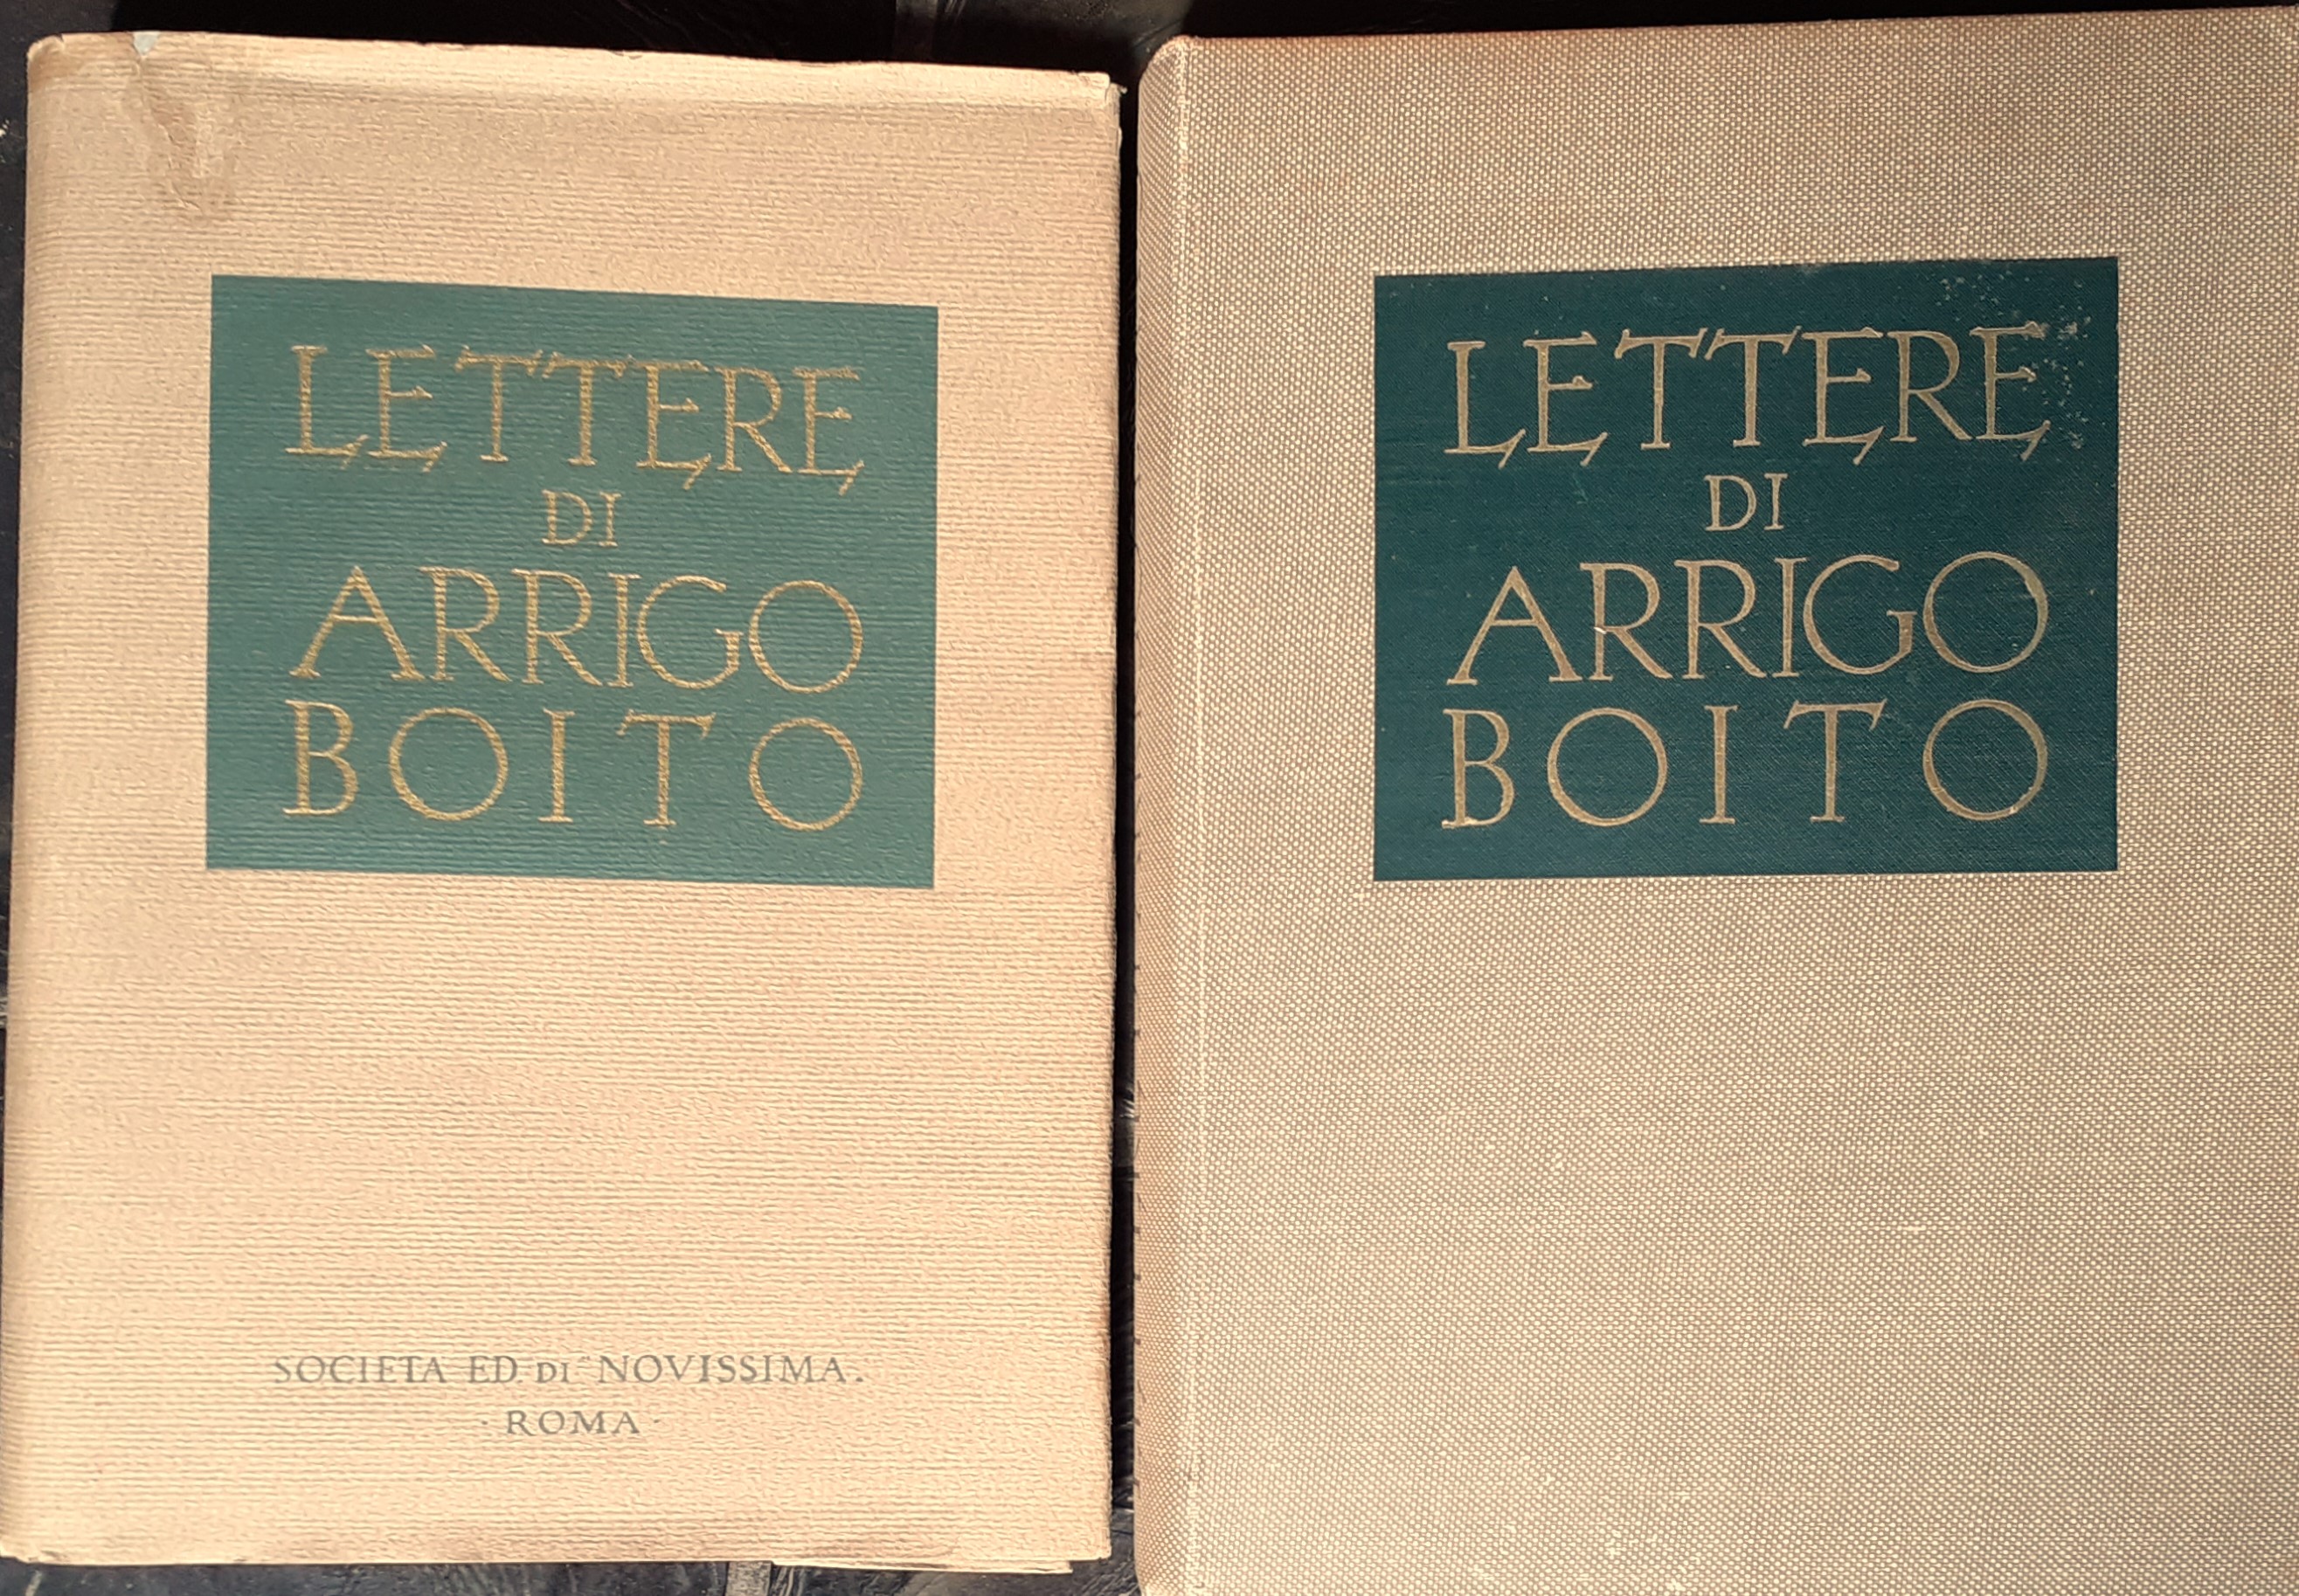 LETTERE
DI
ARRIGO
BOITO
SOCIETA ED. DI "NOVISSIMA.
· ROMA ·
LETTERE
DI
ARRIGO
BOITO